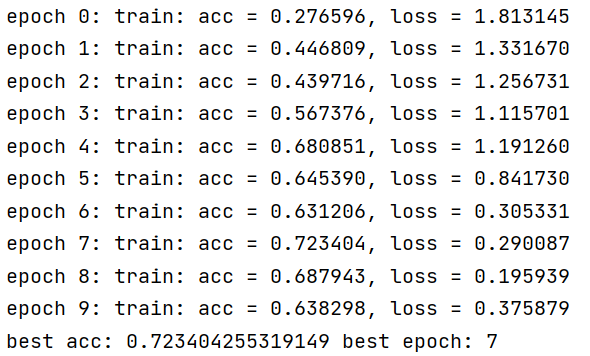 epoch 0: train: acc = 0.276596, loss = 1.813145
epoch 1: train: acc = 0.446809, loss = 1.331670
epoch 2: train: acc = 0.439716, loss = 1.256731
epoch 3: train: acc = 0.567376, loss = 1.115701
epoch 4: train: acc = 0.680851, loss = 1.191260
epoch 5: train: acc = 0.645390, loss = 0.841730
epoch 6: train: acc = 0.631206, loss = 0.305331
epoch 7: train: acc = 0.723404, loss = 0.290087
epoch 8: train: acc = 0.687943, loss = 0.195939
epoch 9: train: acc = 0.638298, loss = 0.375879
best acc: 0.723404255319149 best epoch: 7